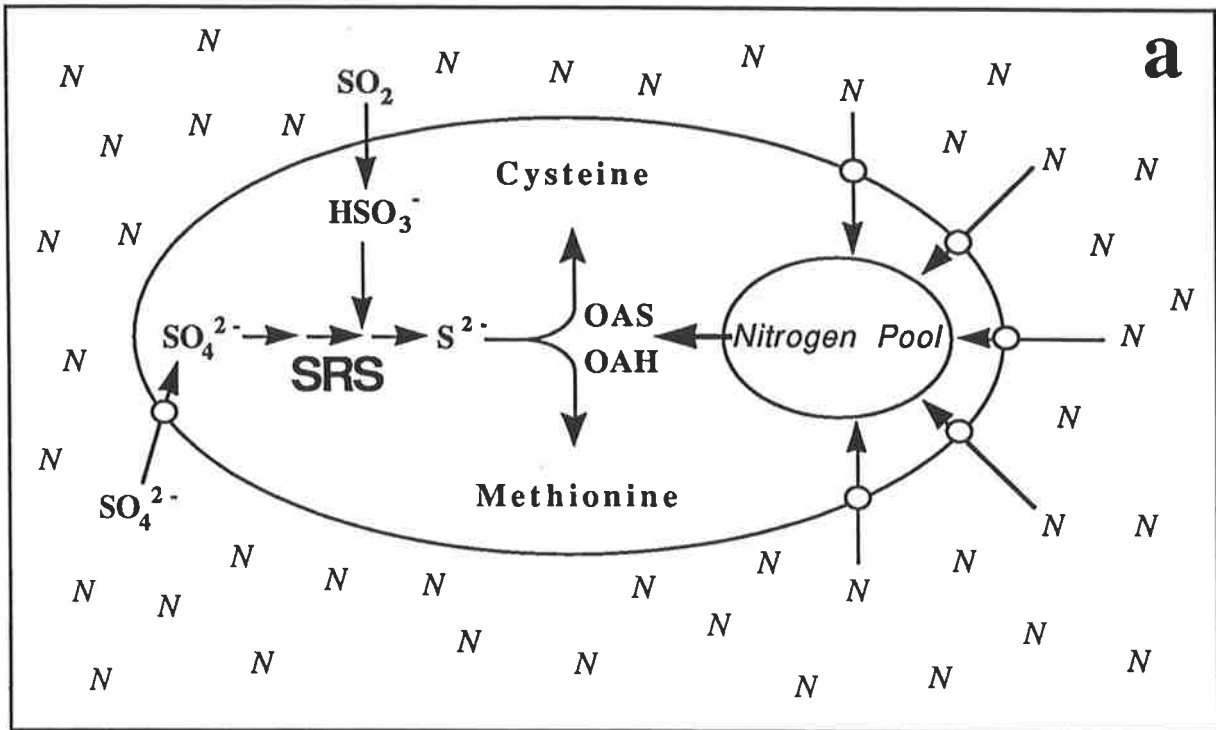 N a
N SO₂ N N N N N N
N N N N N N
Cysteine
N N HSO₃⁻ N
N
OAS
SO₄²⁻ S²⁻ Nitrogen Pool N
N SRS OAH
N
N
Methionine
SO₄²⁻
N N
N N N
N N N N N N
N N N
N N N N N N